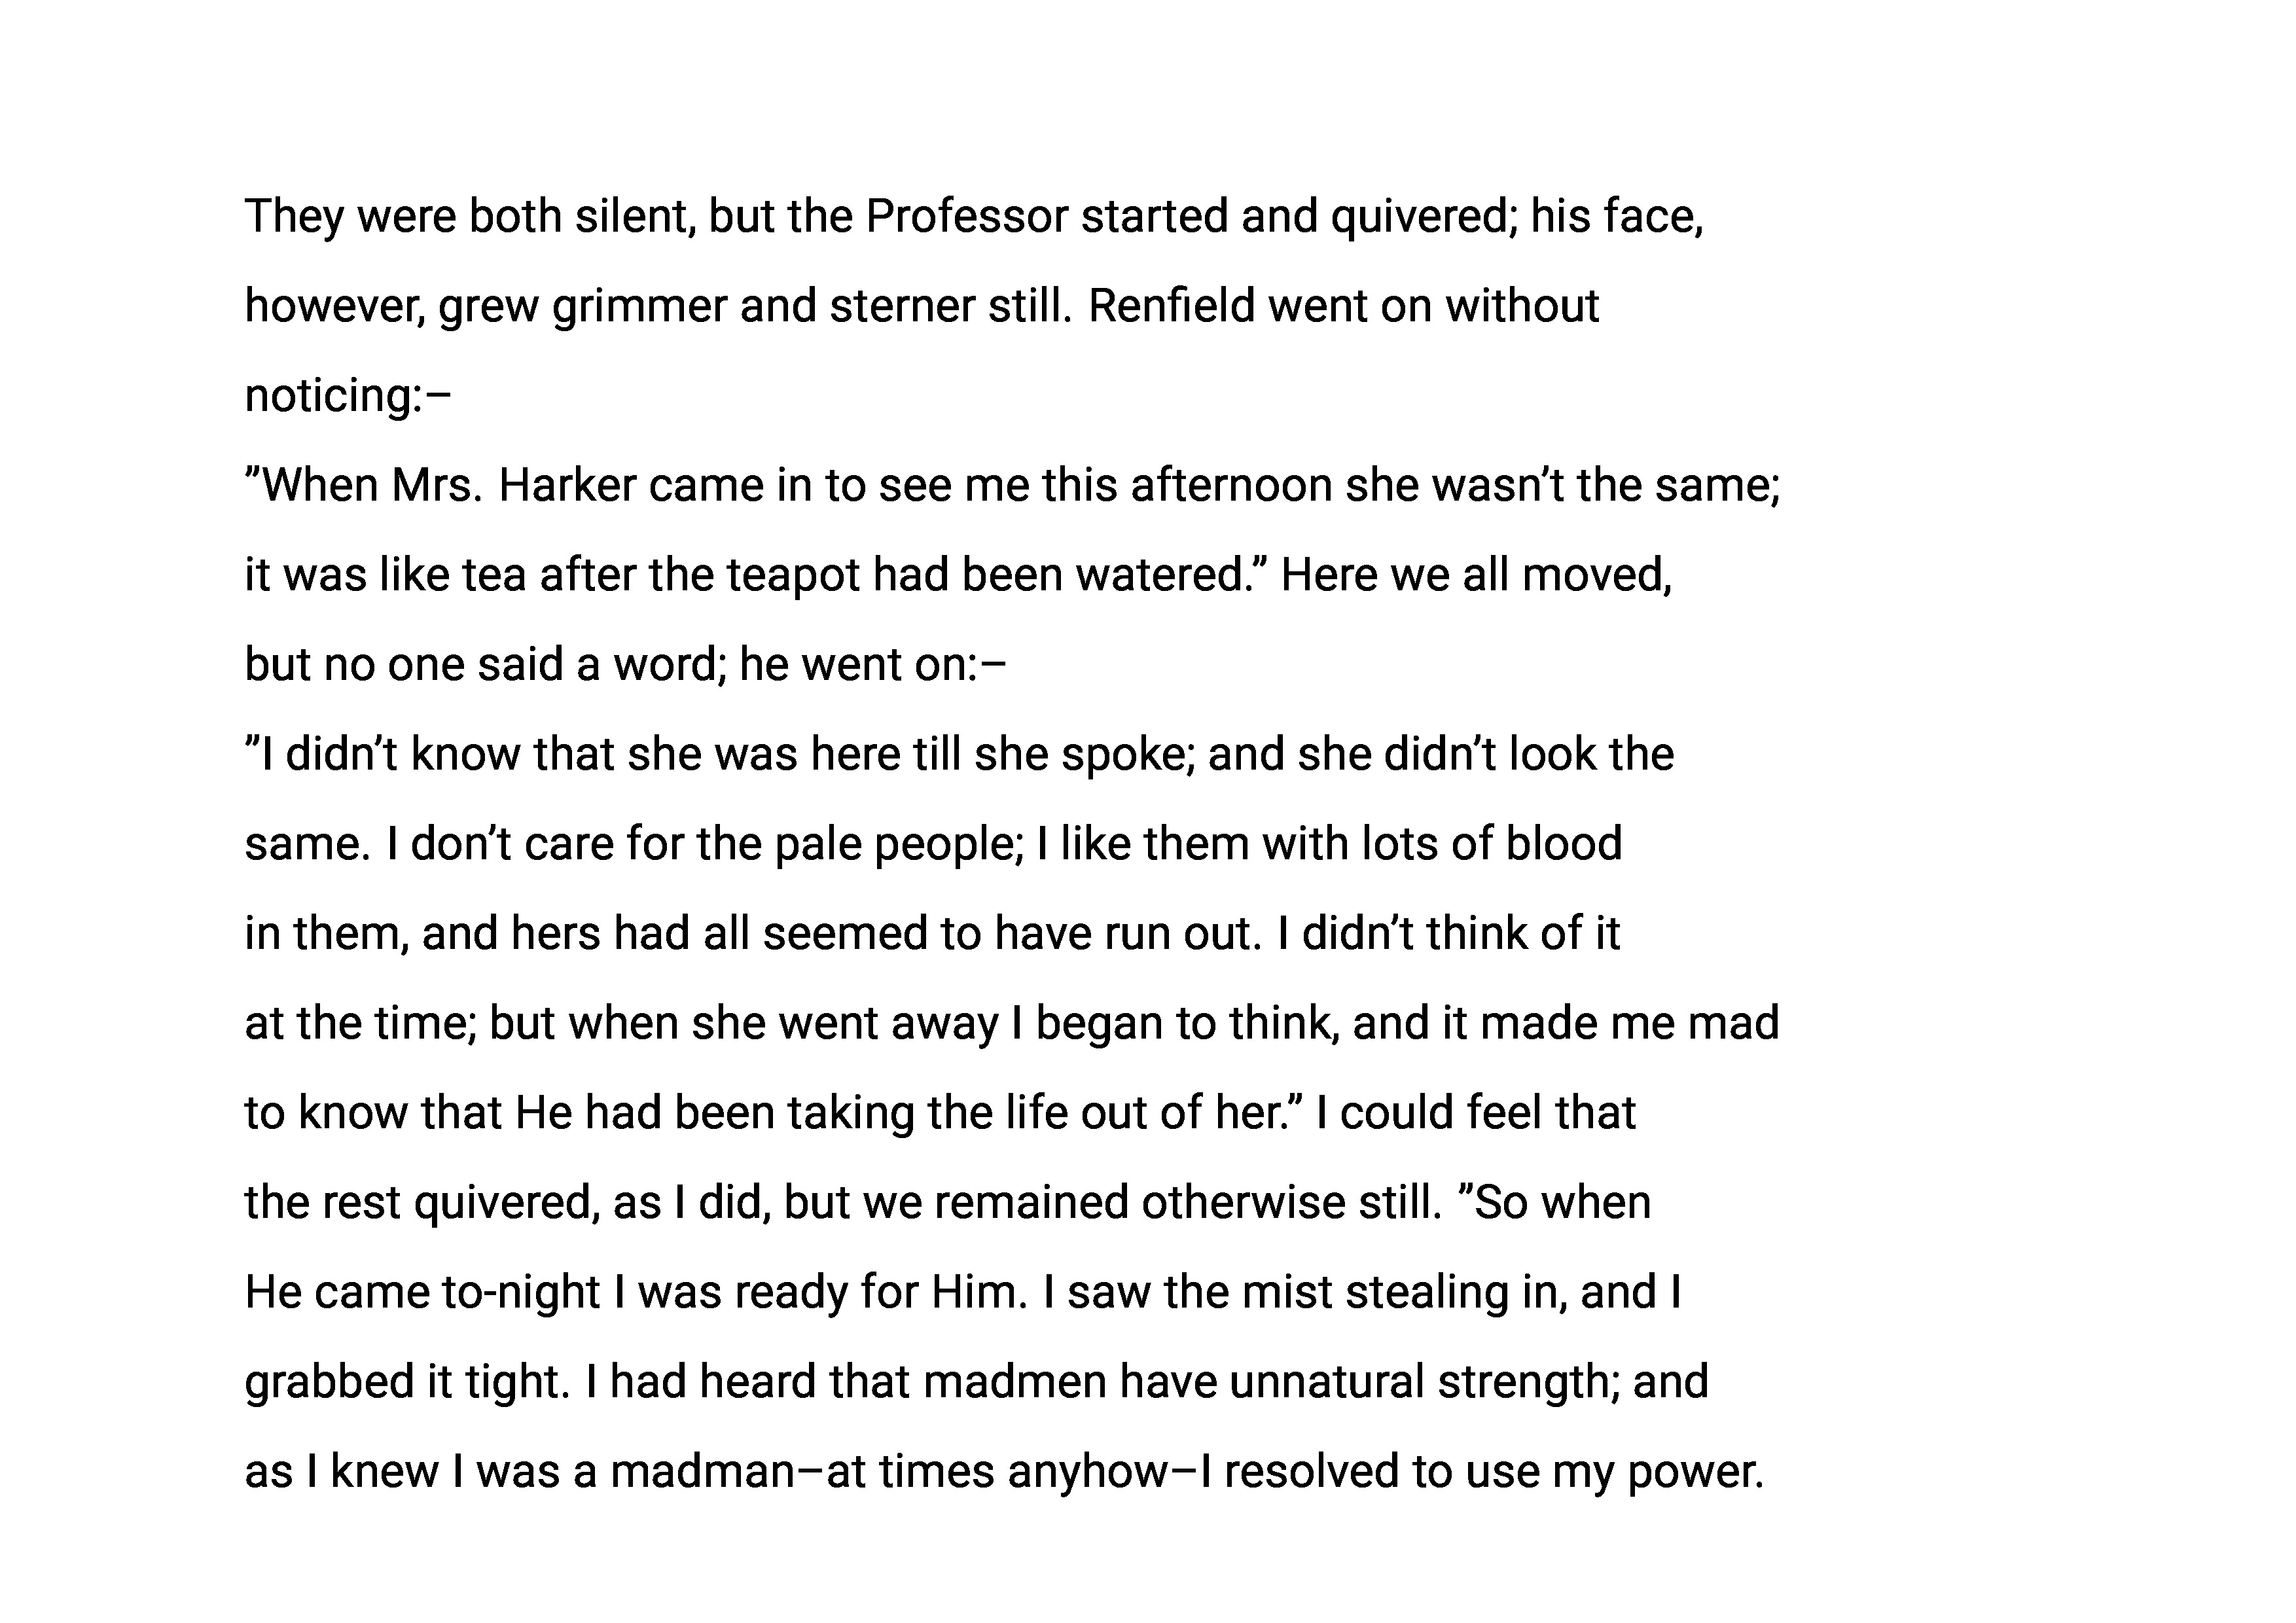 They were both silent, but the Professor started and quivered; his face,
however, grew grimmer and sterner still. Renfield went on without
noticing:–
”When Mrs. Harker came in to see me this afternoon she wasn’t the same;
it was like tea after the teapot had been watered.” Here we all moved,
but no one said a word; he went on:–
”I didn’t know that she was here till she spoke; and she didn’t look the
same. I don’t care for the pale people; I like them with lots of blood
in them, and hers had all seemed to have run out. I didn’t think of it
at the time; but when she went away I began to think, and it made me mad
to know that He had been taking the life out of her.” I could feel that
the rest quivered, as I did, but we remained otherwise still. ”So when
He came to-night I was ready for Him. I saw the mist stealing in, and I
grabbed it tight. I had heard that madmen have unnatural strength; and
as I knew I was a madman–at times anyhow–I resolved to use my power.